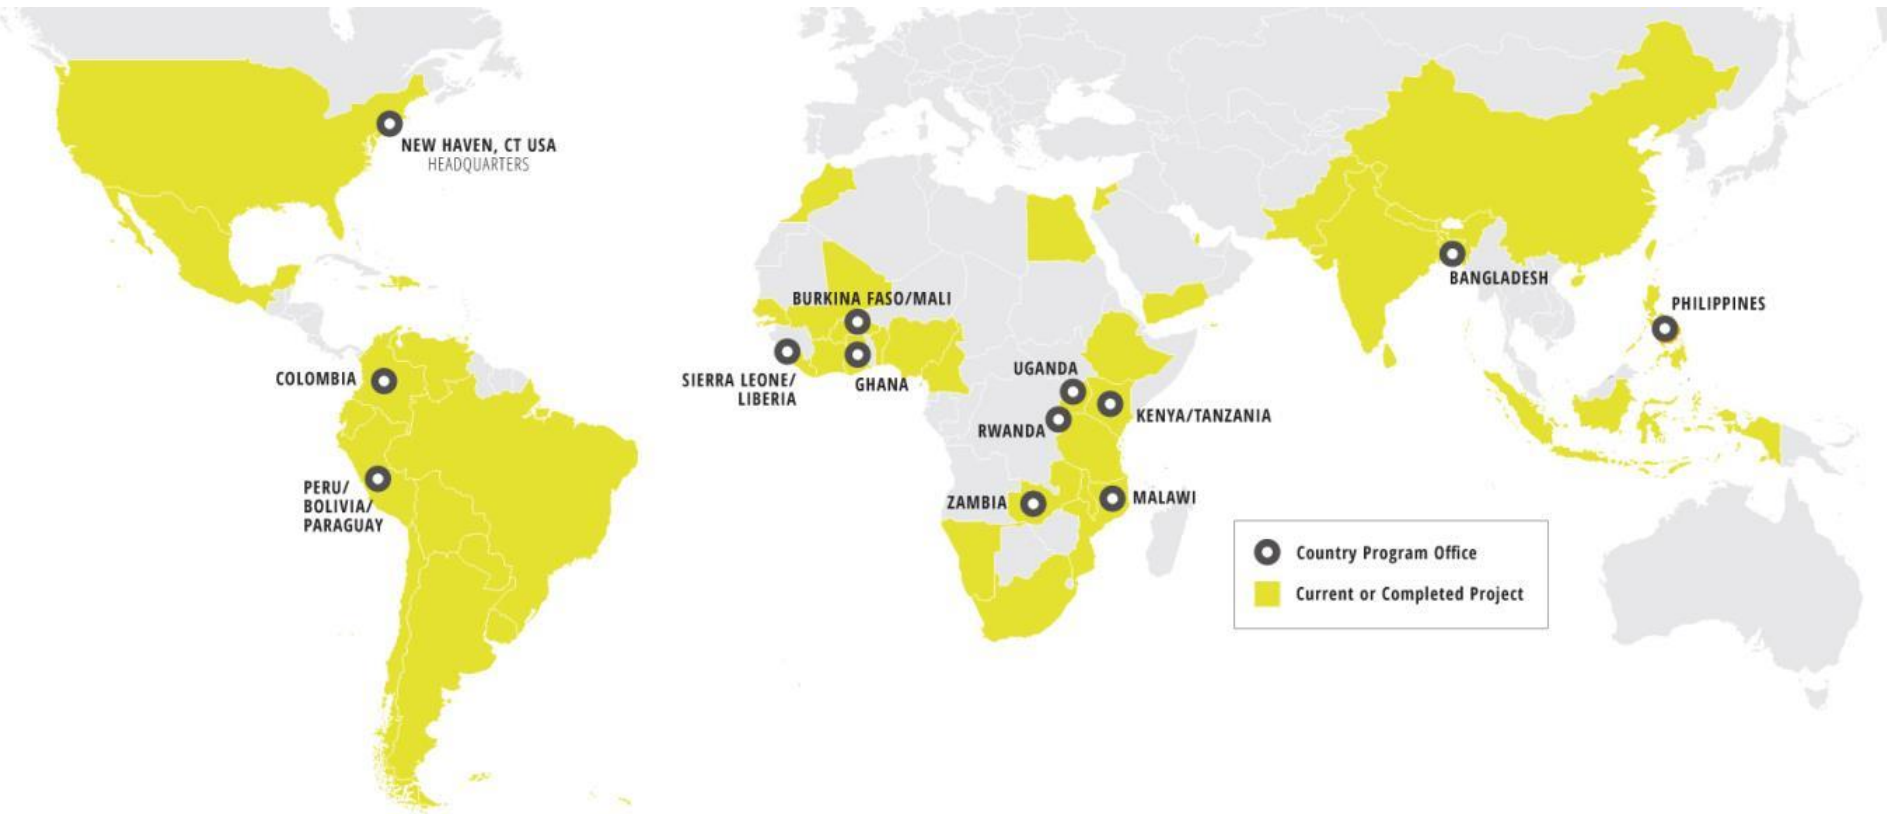 NEW HAVEN, CT USA
HEADQUARTERS
BANGLADESH
BURKINA FASO/MALI
PHILIPPINES
UGANDA
COLOMBIA
SIERRA LEONE/
LIBERIA
GHANA
KENYA/TANZANIA
RWANDA
PERU/
BOLIVIA/
PARAGUAY
ZAMBIA
MALAWI
Country Program Office
Current or Completed Project